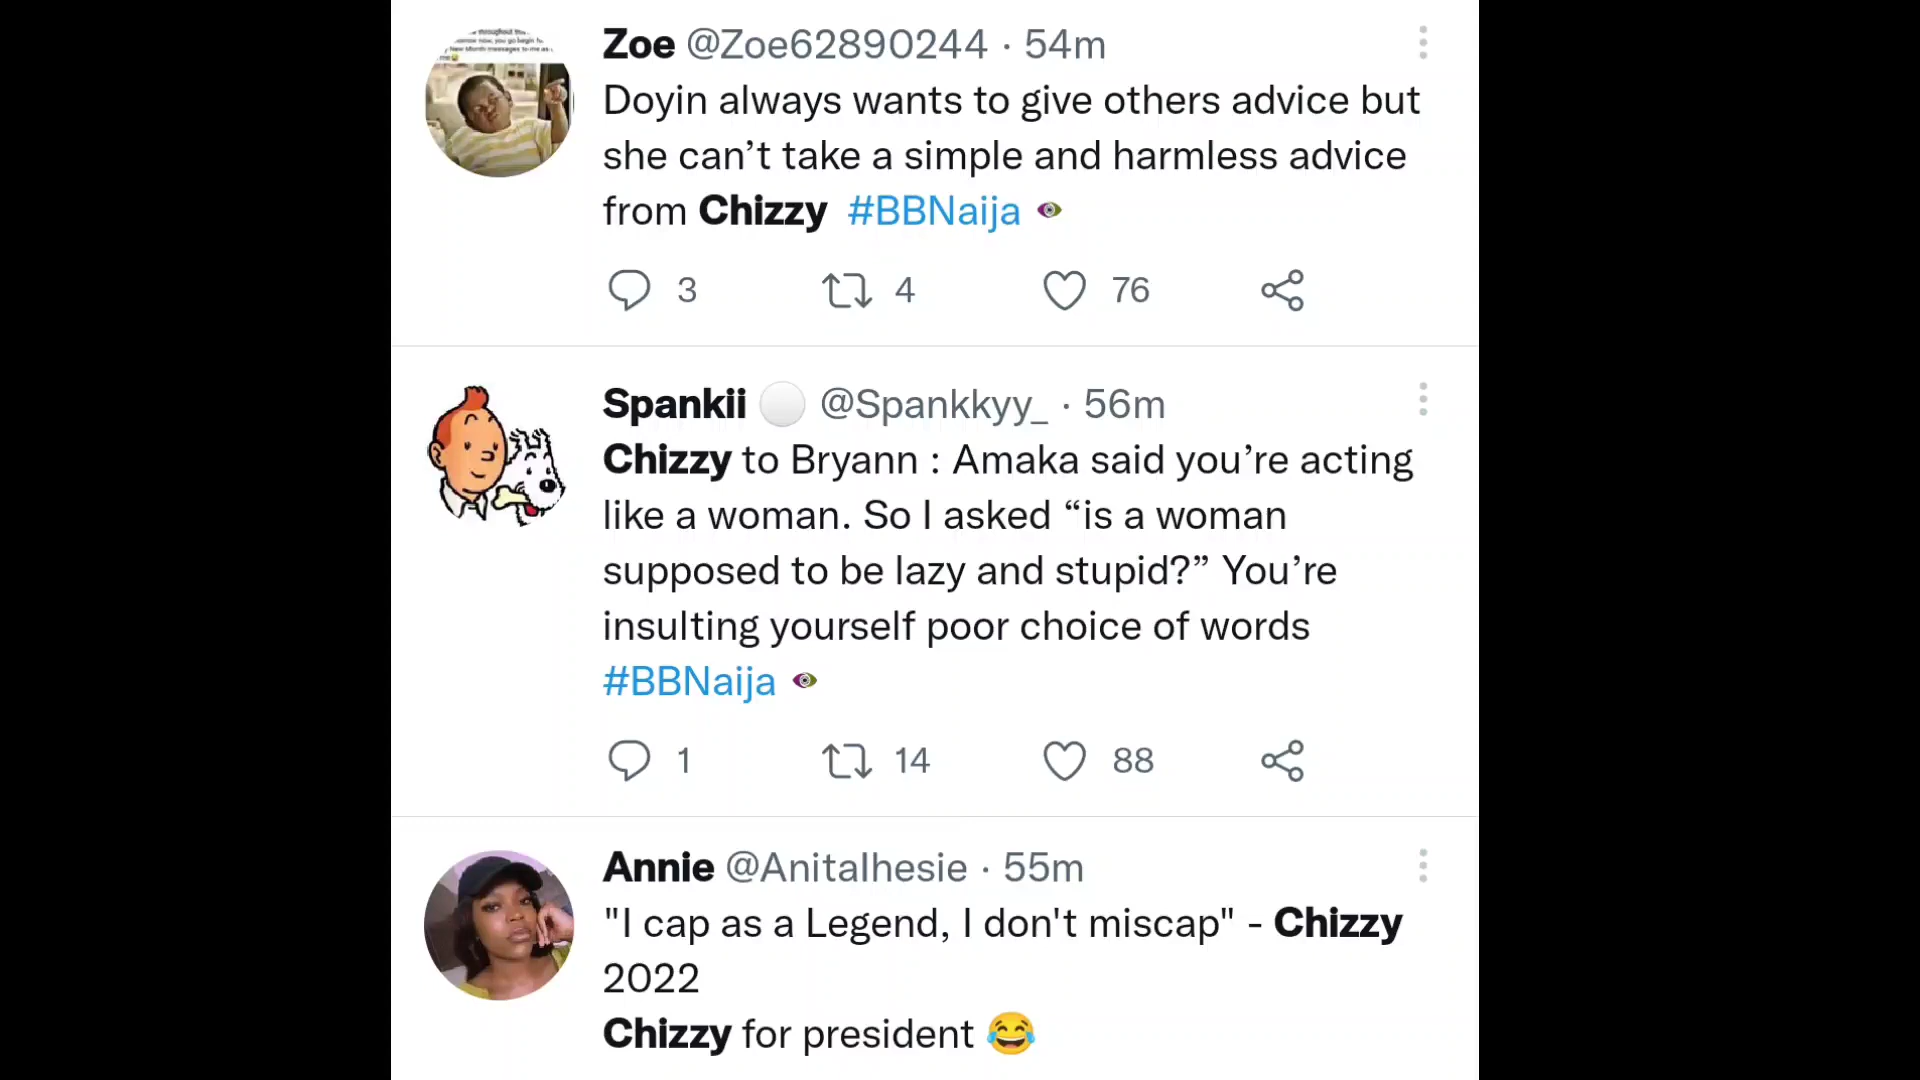 Zoe @Zoe62890244 · 54m
Doyin always wants to give others advice but
she can’t take a simple and harmless advice
from Chizzy #BBNaija
3 4 76
Spankii @Spankkyy_ · 56m
Chizzy to Bryann : Amaka said you’re acting
like a woman. So I asked “is a woman
supposed to be lazy and stupid?” You’re
insulting yourself poor choice of words
#BBNaija
1 14 88
Annie @AnitaIhesie · 55m
"I cap as a Legend, I don't miscap" - Chizzy
2022
Chizzy for president 😂